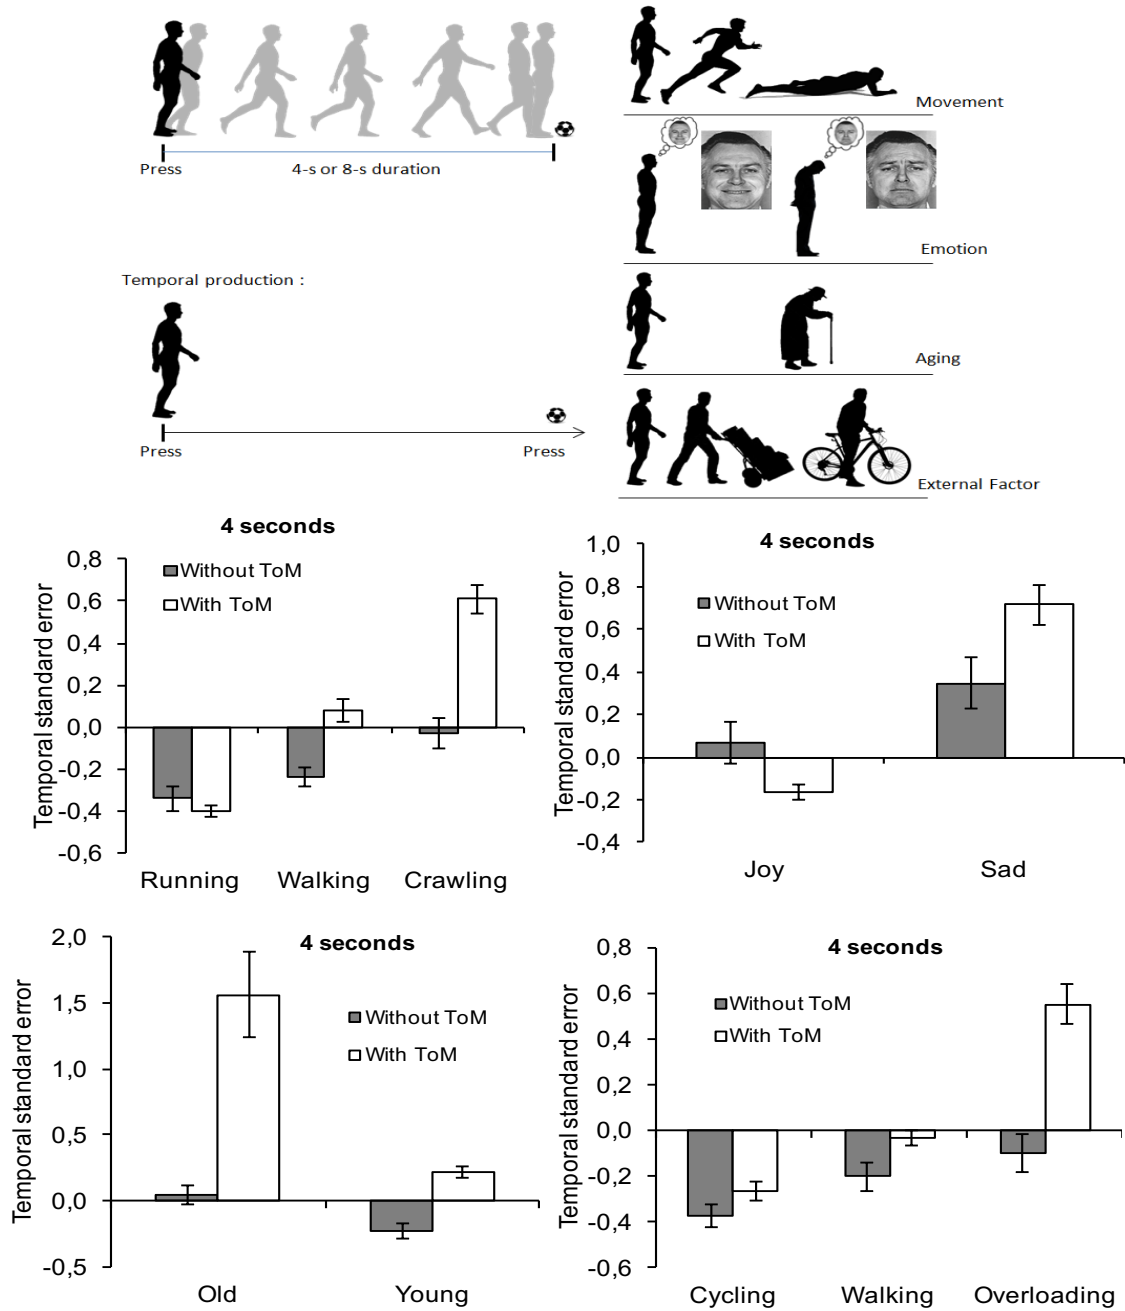 Press
4-s or 8-s duration
Temporal production :
Press
Press
Movement
Emotion
Aging
External Factor
4 seconds
Temporal standard error
0,8
0,6
0,4
0,2
0,0
-0,2
-0,4
-0,6
Without ToM
With ToM
Running Walking Crawling
4 seconds
Temporal standard error
1,0
0,8
0,6
0,4
0,2
0,0
-0,2
-0,4
Without ToM
With ToM
Joy Sad
4 seconds
Temporal standard error
2,0
1,5
1,0
0,5
0,0
-0,5
Without ToM
With ToM
Old Young
4 seconds
Temporal standard error
0,8
0,6
0,4
0,2
0,0
-0,2
-0,4
-0,6
Without ToM
With ToM
Cycling Walking Overloading